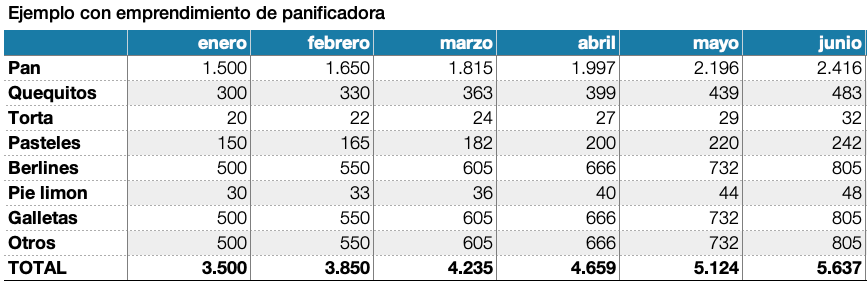 Ejemplo con emprendimiento de panificadora
enero febrero marzo abril mayo junio
Pan 1.500 1.650 1.815 1.997 2.196 2.416
Quequitos 300 330 363 399 439 483
Torta 20 22 24 27 29 32
Pasteles 150 165 182 200 220 242
Berlines 500 550 605 666 732 805
Pie limon 30 33 36 40 44 48
Galletas 500 550 605 666 732 805
Otros 500 550 605 666 732 805
TOTAL 3.500 3.850 4.235 4.659 5.124 5.637